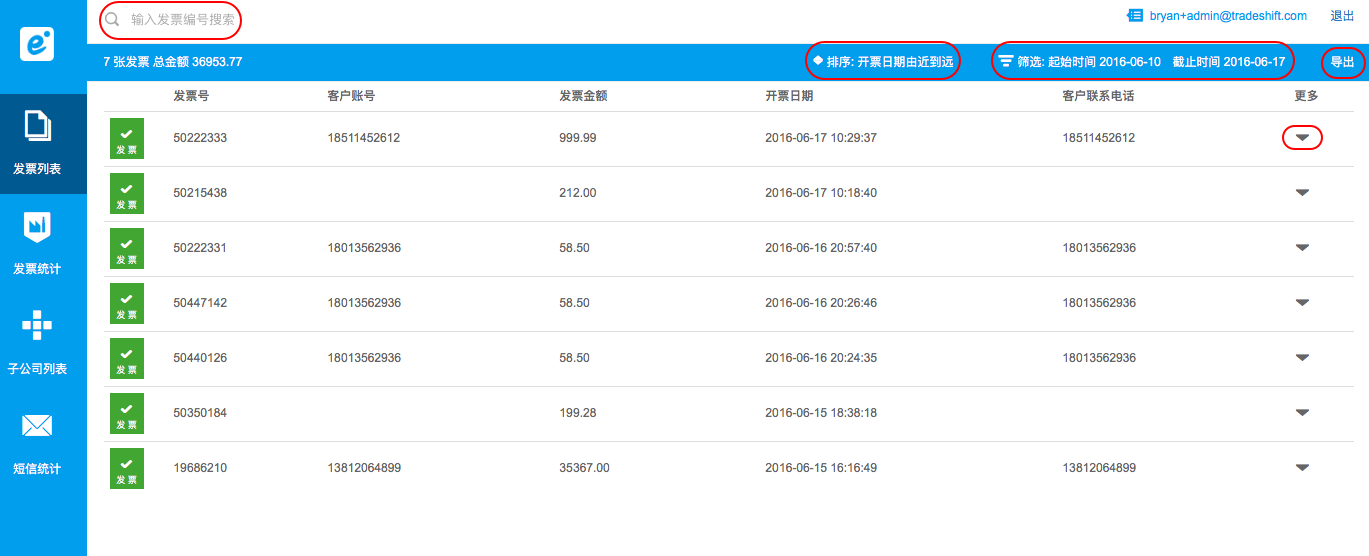 输入发票编号搜索
bryan+admin@tradeshift.com 退出
7 张发票 总金额 36953.77 排序: 开票日期由近到远 筛选: 起始时间 2016-06-10 截止时间 2016-06-17 导出
发票号 客户账号 发票金额 开票日期 客户联系电话 更多
发票 50222333 18511452612 999.99 2016-06-17 10:29:37 18511452612
发票 50215438 212.00 2016-06-17 10:18:40
发票 50222331 18013562936 58.50 2016-06-16 20:57:40 18013562936
发票 50447142 18013562936 58.50 2016-06-16 20:26:46 18013562936
发票 50440126 18013562936 58.50 2016-06-16 20:24:35 18013562936
发票 50350184 199.28 2016-06-15 18:38:18
发票 19686210 13812064899 35367.00 2016-06-15 16:16:49 13812064899
e
发票列表
发票统计
子公司列表
短信统计